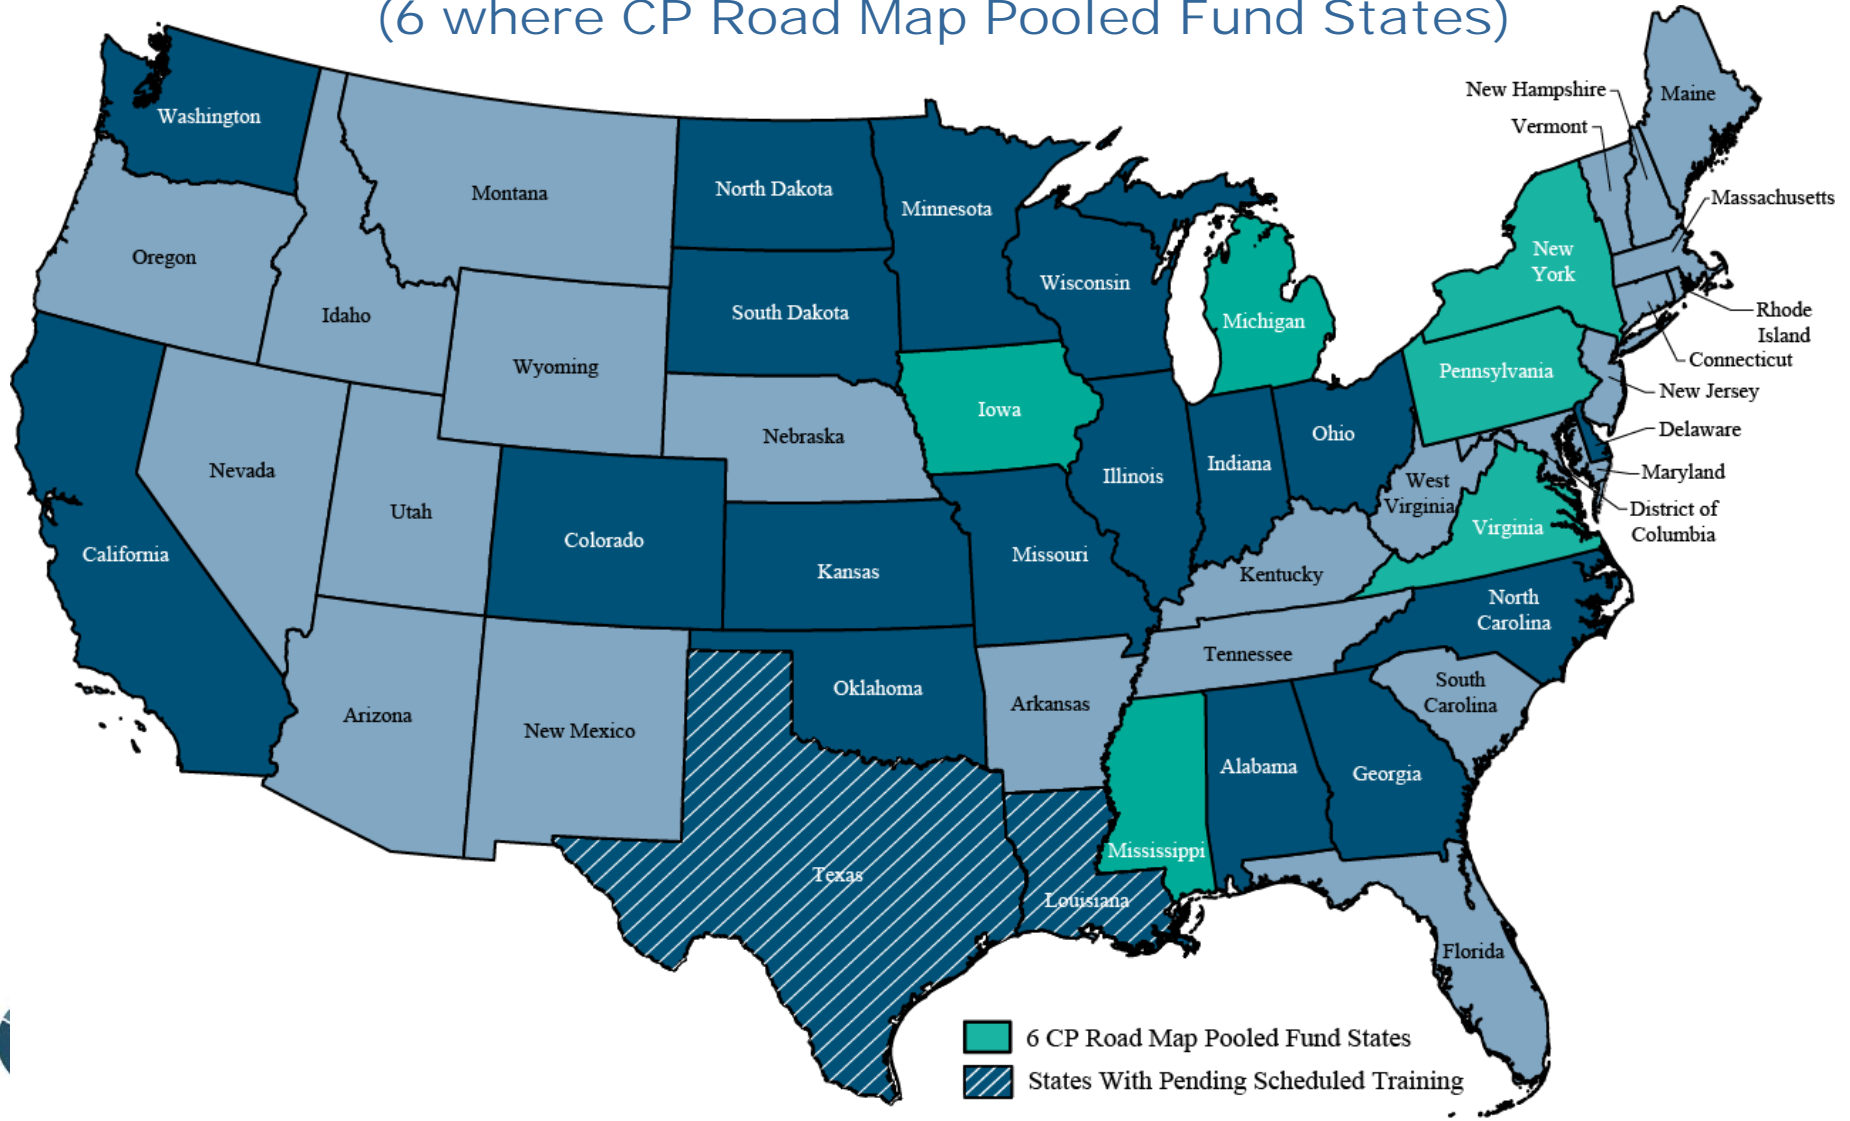 (6 where CP Road Map Pooled Fund States)
Washington
Oregon
California
Nevada
Idaho
Montana
Wyoming
Utah
Colorado
Arizona
New Mexico
North Dakota
South Dakota
Nebraska
Kansas
Oklahoma
Texas
Minnesota
Iowa
Missouri
Arkansas
Louisiana
Wisconsin
Illinois
Michigan
Indiana
Ohio
Kentucky
Tennessee
Mississippi
Alabama
Georgia
Florida
South
Carolina
North
Carolina
Virginia
West
Virginia
Pennsylvania
New
York
Vermont
New Hampshire
Maine
Massachusetts
Rhode
Island
Connecticut
New Jersey
Delaware
Maryland
District of
Columbia
6 CP Road Map Pooled Fund States
States With Pending Scheduled Training